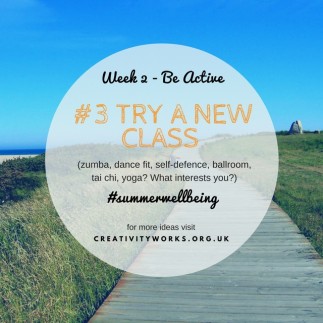 Week 2 - Be Active
#3 TRY A NEW
CLASS
(zumba, dance fit, self-defence, ballroom,
tai chi, yoga? What interests you?)
#summerwellbeing
for more ideas visit
CREATIVITYWORKS.ORG.UK